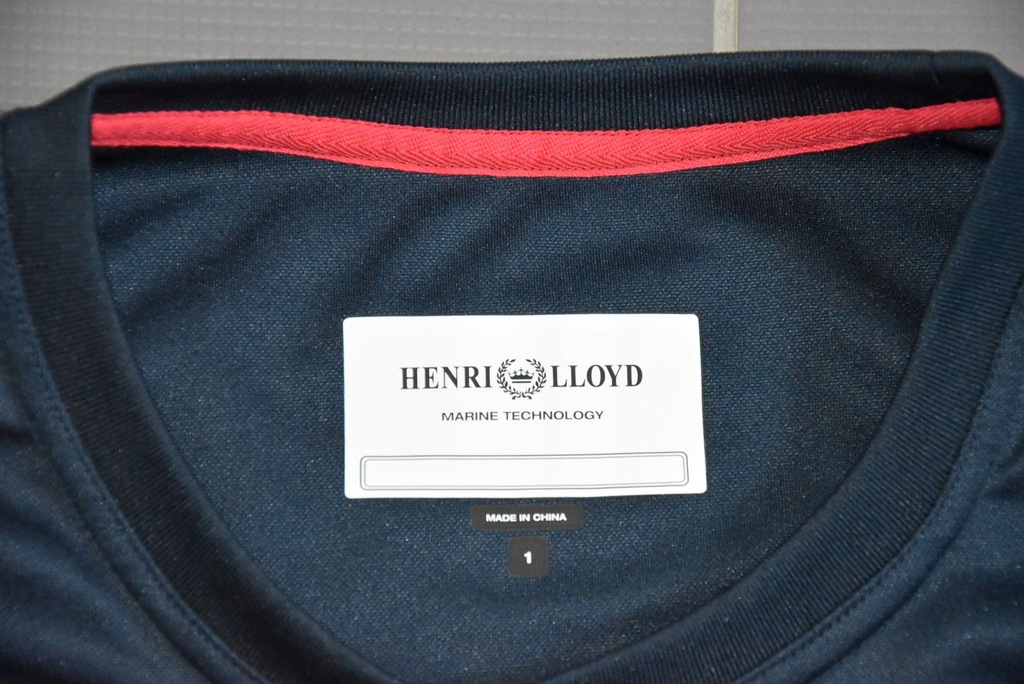 HENRI LLOYD
MARINE TECHNOLOGY
MADE IN CHINA
1